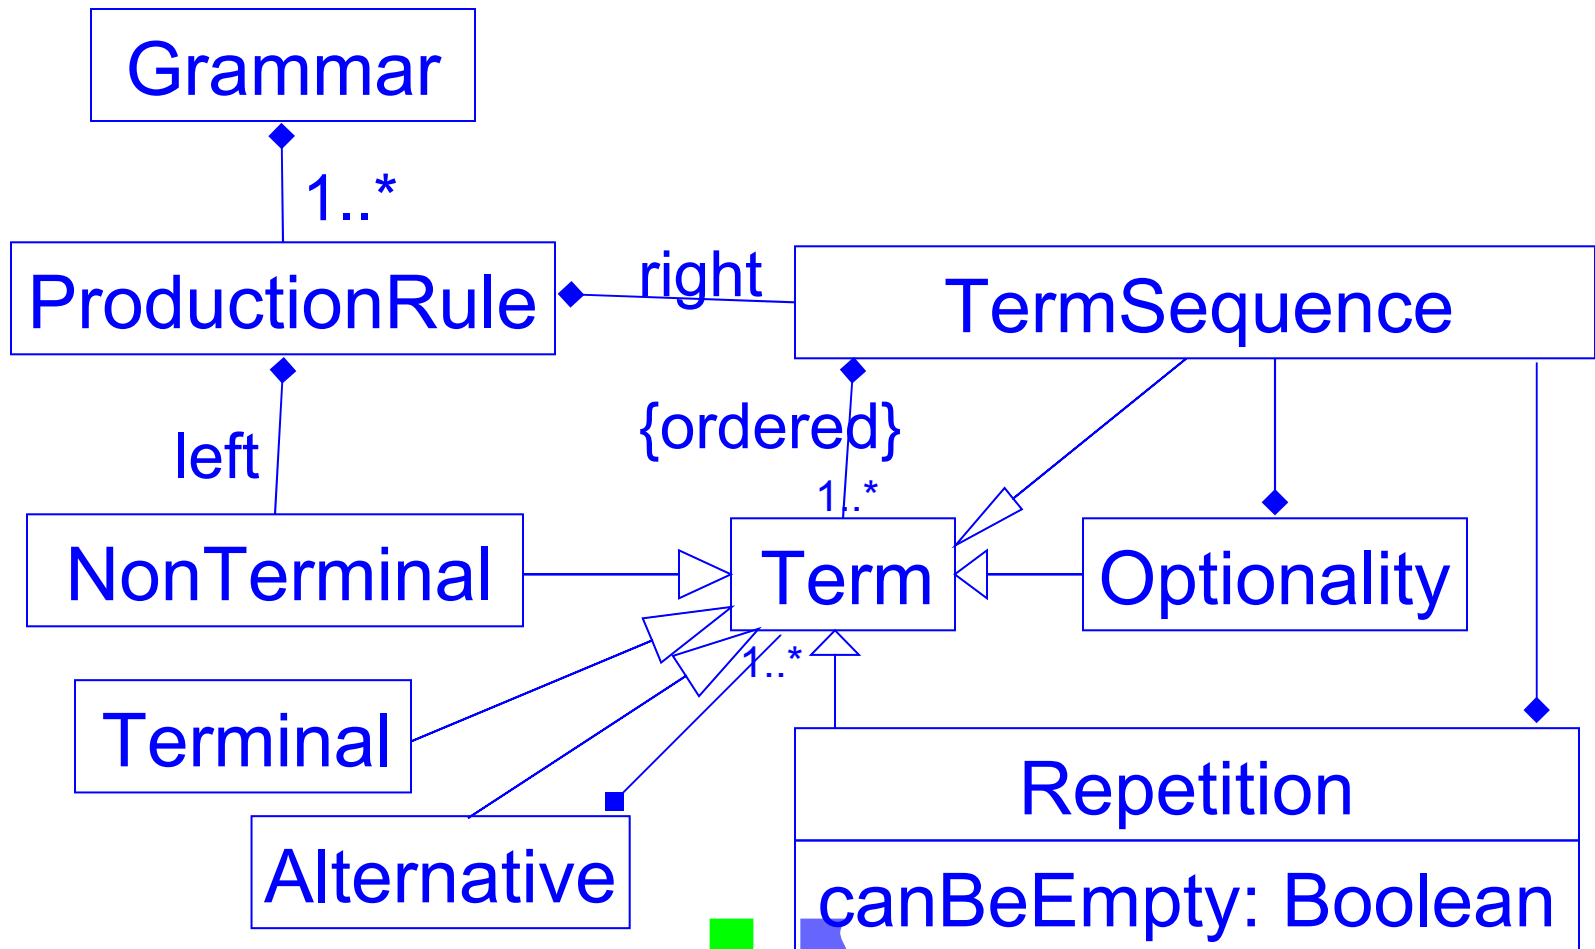 Grammar
1..*
ProductionRule
right
TermSequence
{ordered}
left
1..*
NonTerminal
Term
Optionality
1..*
Terminal
Repetition
Alternative
canBeEmpty: Boolean